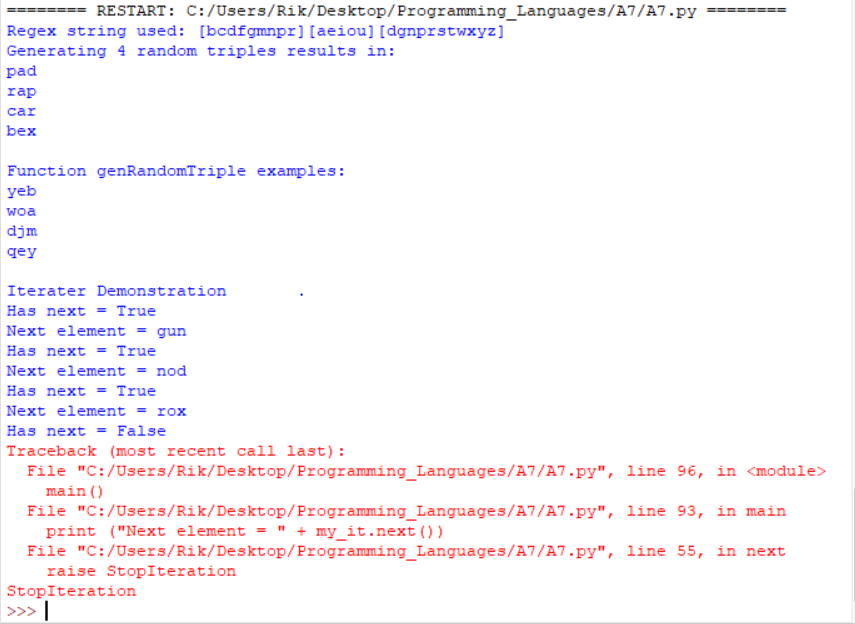 ======== RESTART: C:/Users/Rik/Desktop/Programming_Languages/A7/A7.py ========
Regex string used: [bcdfgmnpr][aeiou][dgnprstwxyz]
Generating 4 random triples results in:
pad
rap
car
bex

Function genRandomTriple examples:
yeb
woa
djm
qey

Iterater Demonstration       .
Has next = True
Next element = gun
Has next = True
Next element = nod
Has next = True
Next element = rox
Has next = False
Traceback (most recent call last):
  File "C:/Users/Rik/Desktop/Programming_Languages/A7/A7.py", line 96, in <module>
    main()
  File "C:/Users/Rik/Desktop/Programming_Languages/A7/A7.py", line 93, in main
    print ("Next element = " + my_it.next())
  File "C:/Users/Rik/Desktop/Programming_Languages/A7/A7.py", line 55, in next
    raise StopIteration
StopIteration
>>>